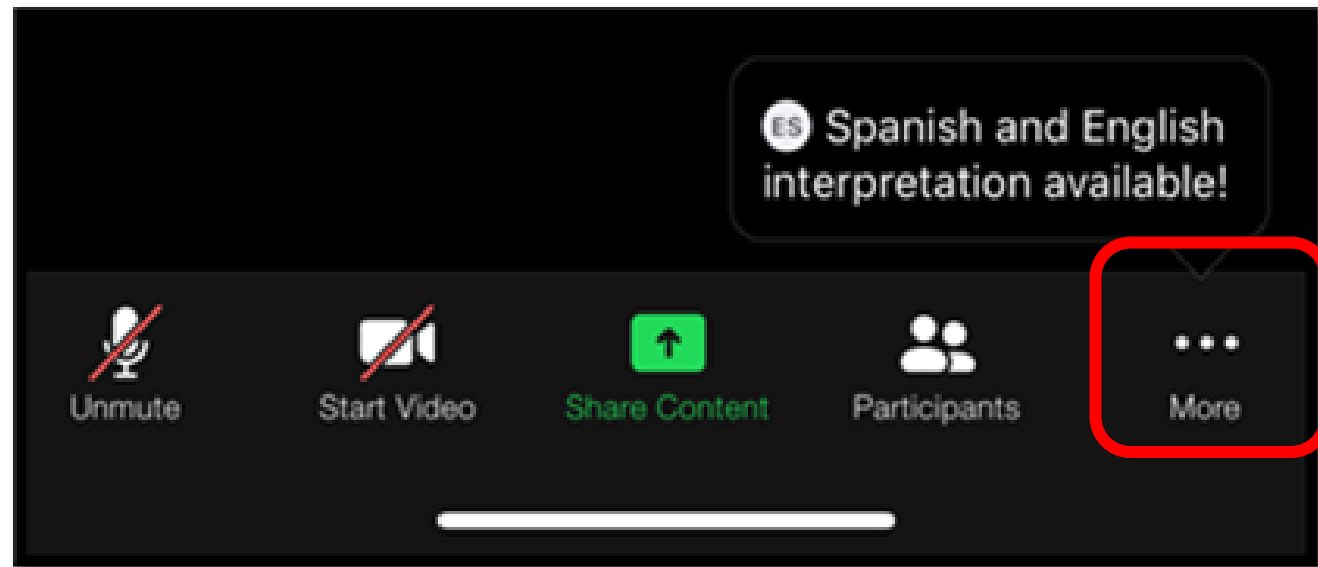 ES Spanish and English
interpretation available!
Unmute Start Video Share Content Participants More